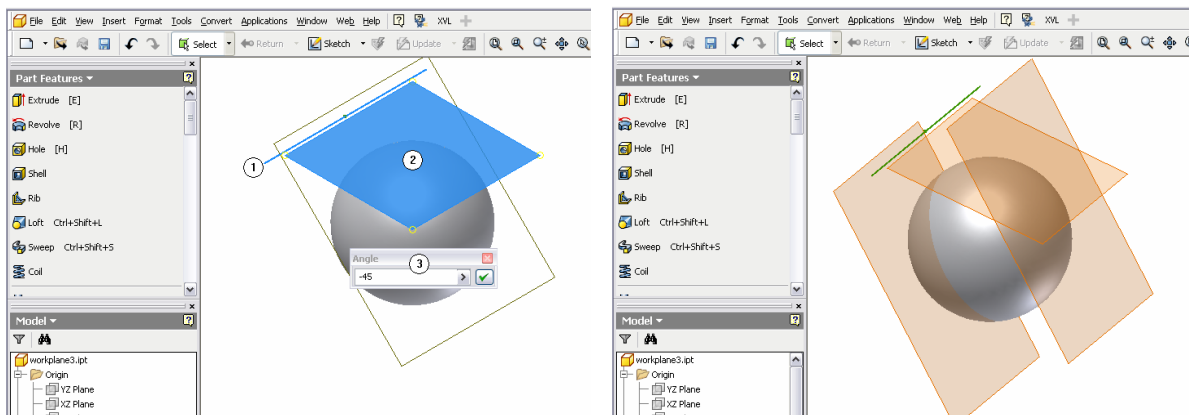 File Edit View Insert Format Tools Convert Applications Window Web Help XVL
Select Return Sketch Update
Part Features
Extrude [E]
Revolve [R]
Hole [H]
Shell
Rib
Loft Ctrl+Shift+L
Sweep Ctrl+Shift+S
Coil
Model
workplane3.ipt
Origin
YZ Plane
XZ Plane
1
2
Angle
3
-45
File Edit View Insert Format Tools Convert Applications Window Web Help XVL
Select Return Sketch Update
Part Features
Extrude [E]
Revolve [R]
Hole [H]
Shell
Rib
Loft Ctrl+Shift+L
Sweep Ctrl+Shift+S
Coil
Model
workplane3.ipt
Origin
YZ Plane
XZ Plane